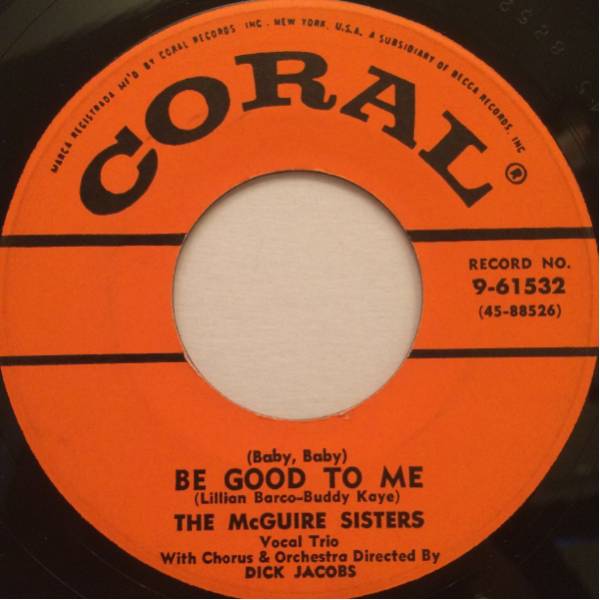 MARCA REGISTRADA MF'D BY CORAL RECORDS INC., NEW YORK, U.S.A. A SUBSIDIARY OF DECCA RECORDS, INC.
CORAL ®
RECORD NO.
9-61532
(45-88526)
(Baby, Baby)
BE GOOD TO ME
(Lillian Barco-Buddy Kaye)
THE McGUIRE SISTERS
Vocal Trio
With Chorus & Orchestra Directed By
DICK JACOBS